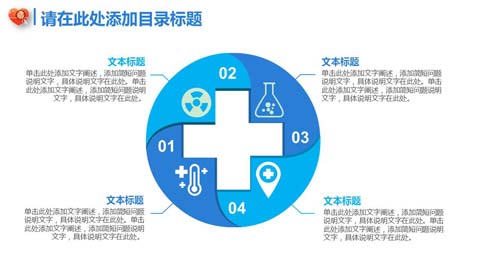 请在此处添加目录标题
文本标题
单击此处添加文字阐述，添加简短问题
说明文字，具体说明文字在此处。单击
此处添加文字阐述，添加简短问题说明
文字，具体说明文字在此处。
02
文本标题
单击此处添加文字阐述，添加简短问题
说明文字，具体说明文字在此处。单击
此处添加文字阐述，添加简短问题说明
文字，具体说明文字在此处。
01
03
文本标题
单击此处添加文字阐述，添加简短问题
说明文字，具体说明文字在此处。单击
此处添加文字阐述，添加简短问题说明
文字，具体说明文字在此处。
04
文本标题
单击此处添加文字阐述，添加简短问题
说明文字，具体说明文字在此处。单击
此处添加文字阐述，添加简短问题说明
文字，具体说明文字在此处。